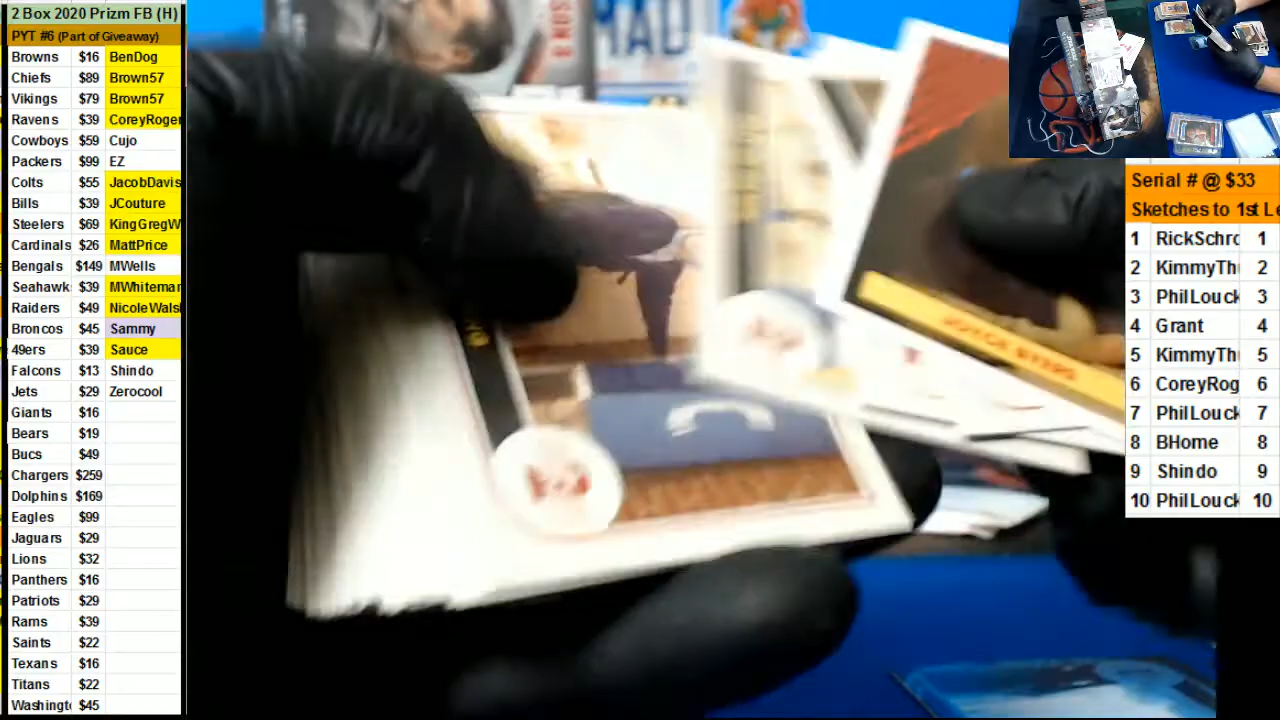 2 Box 2020 Prizm FB (H)
PYT #6 (Part of Giveaway)
Browns $16 BenDog
Chiefs $89 Brown57
Vikings $79 Brown57
Ravens $39 CoreyRoger
Cowboys $59 Cujo
Packers $99 EZ
Colts $55 JacobDavis
Bills $39 JCouture
Steelers $69 KingGregW
Cardinals $26 MattPrice
Bengals $149 MWells
Seahawk $39 MWhiteman
Raiders $49 NicoleWalsl
Broncos $45 Sammy
49ers $39 Sauce
Falcons $13 Shindo
Jets $29 Zerocool
Giants $16
Bears $19
Bucs $49
Chargers $259
Dolphins $169
Eagles $99
Jaguars $29
Lions $32
Panthers $16
Patriots $29
Rams $39
Saints $22
Texans $16
Titans $22
Washingt $45
Serial # @ $33
Sketches to 1st Le
1 RickSchro 1
2 KimmyTh 2
3 PhilLouck 3
4 Grant 4
5 KimmyTh 5
6 CoreyRog 6
7 PhilLouck 7
8 BHome 8
9 Shindo 9
10 PhilLouck 10